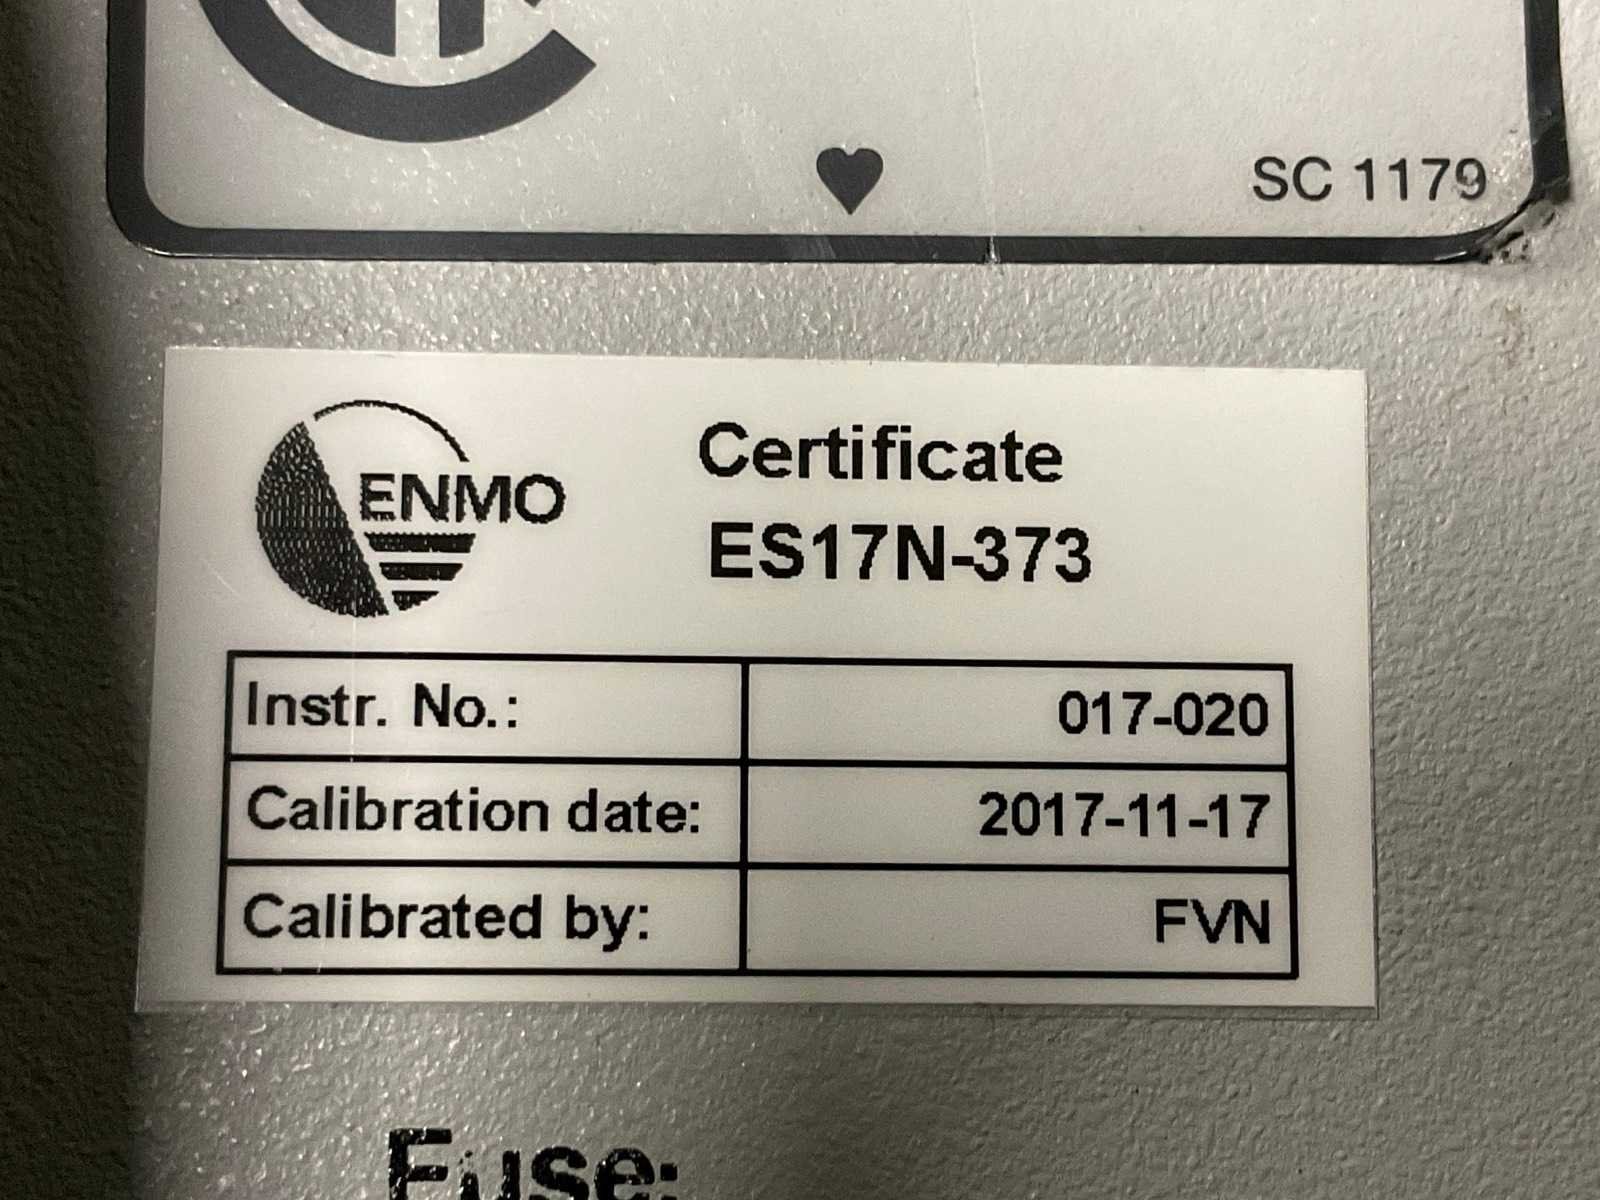 SC 1179
ENMO
Certificate
ES17N-373
Instr. No.: 017-020
Calibration date: 2017-11-17
Calibrated by: FVN
Fuse: